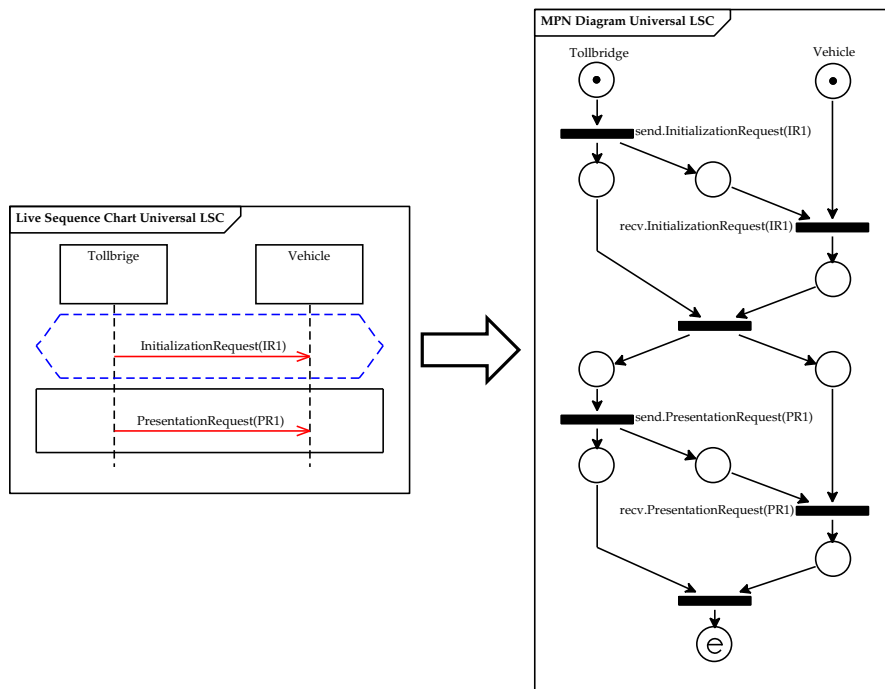 Live Sequence Chart Universal LSC
Tollbrige
Vehicle
InitializationRequest(IR1)
PresentationRequest(PR1)
MPN Diagram Universal LSC
Tollbridge
Vehicle
send.InitializationRequest(IR1)
recv.InitializationRequest(IR1)
send.PresentationRequest(PR1)
recv.PresentationRequest(PR1)
e